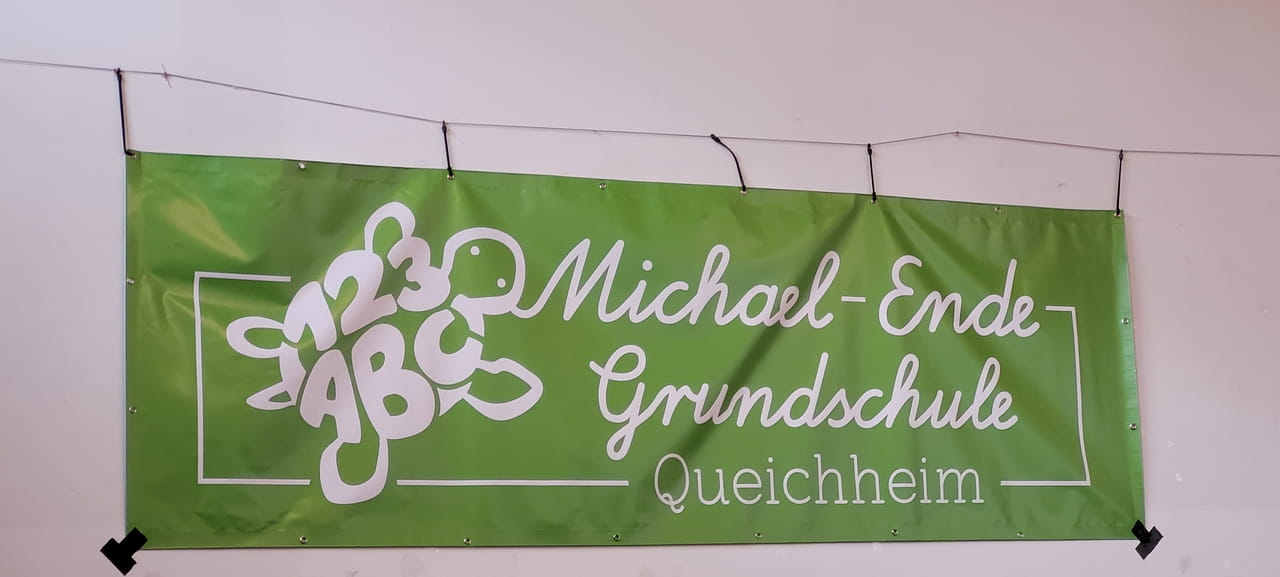 123
ABC
Michael-Ende
Grundschule
Queichheim